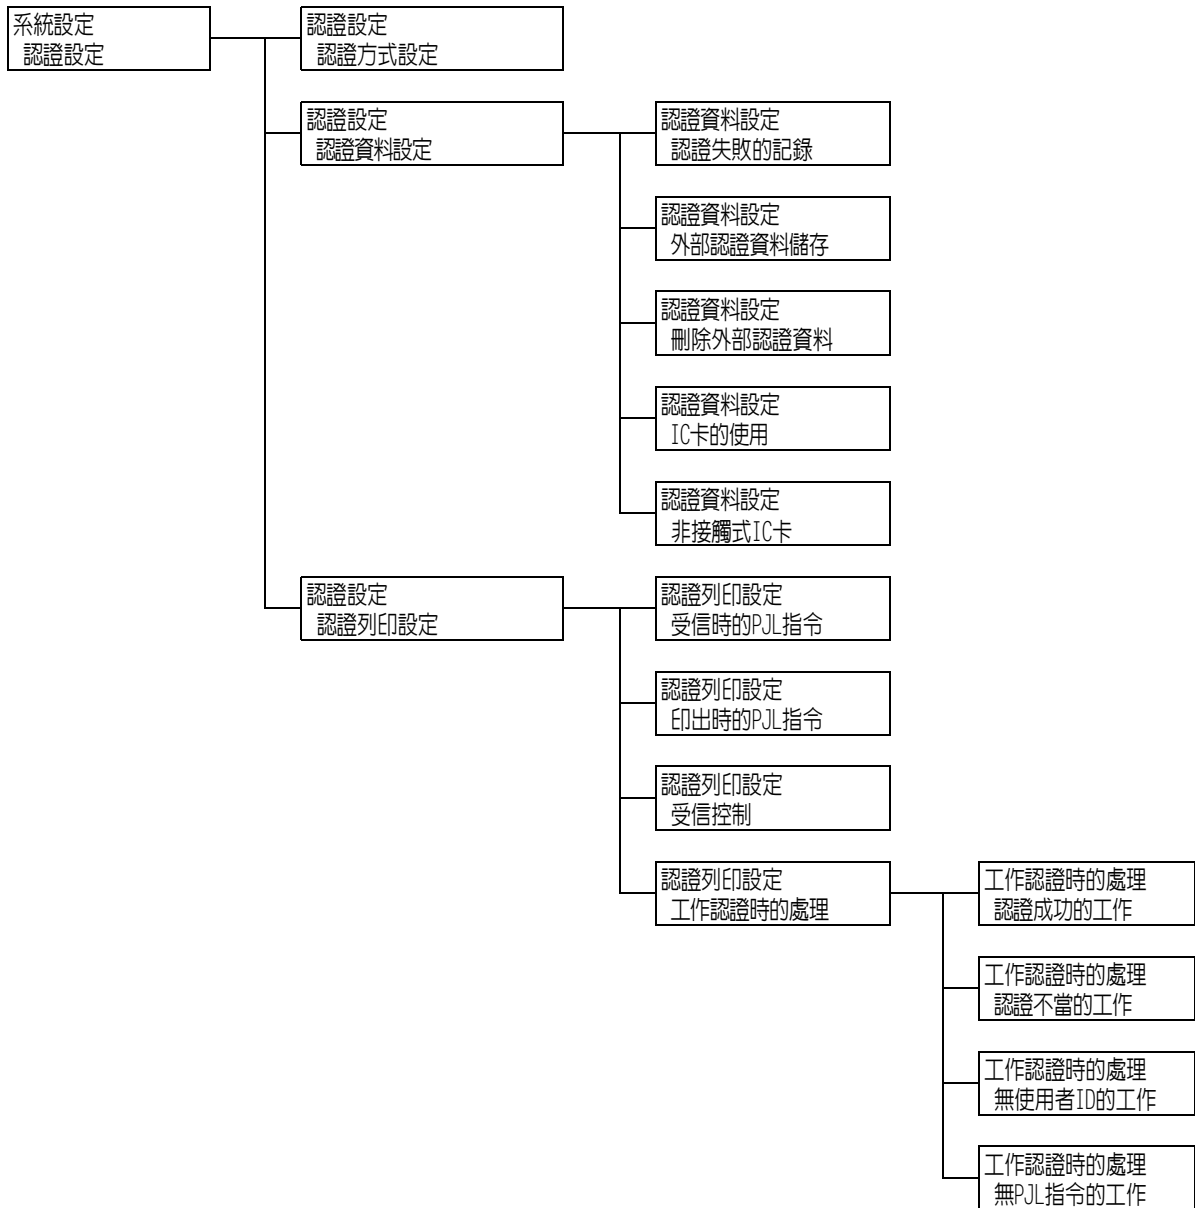 系統設定
認證設定
認證設定
認證方式設定
認證設定
認證資料設定
認證資料設定
認證失敗的記錄
認證資料設定
外部認證資料儲存
認證資料設定
刪除外部認證資料
認證資料設定
IC卡的使用
認證資料設定
非接觸式IC卡
認證設定
認證列印設定
認證列印設定
受信時的PJL指令
認證列印設定
印出時的PJL指令
認證列印設定
受信控制
認證列印設定
工作認證時的處理
工作認證時的處理
認證成功的工作
工作認證時的處理
認證不當的工作
工作認證時的處理
無使用者ID的工作
工作認證時的處理
無PJL指令的工作